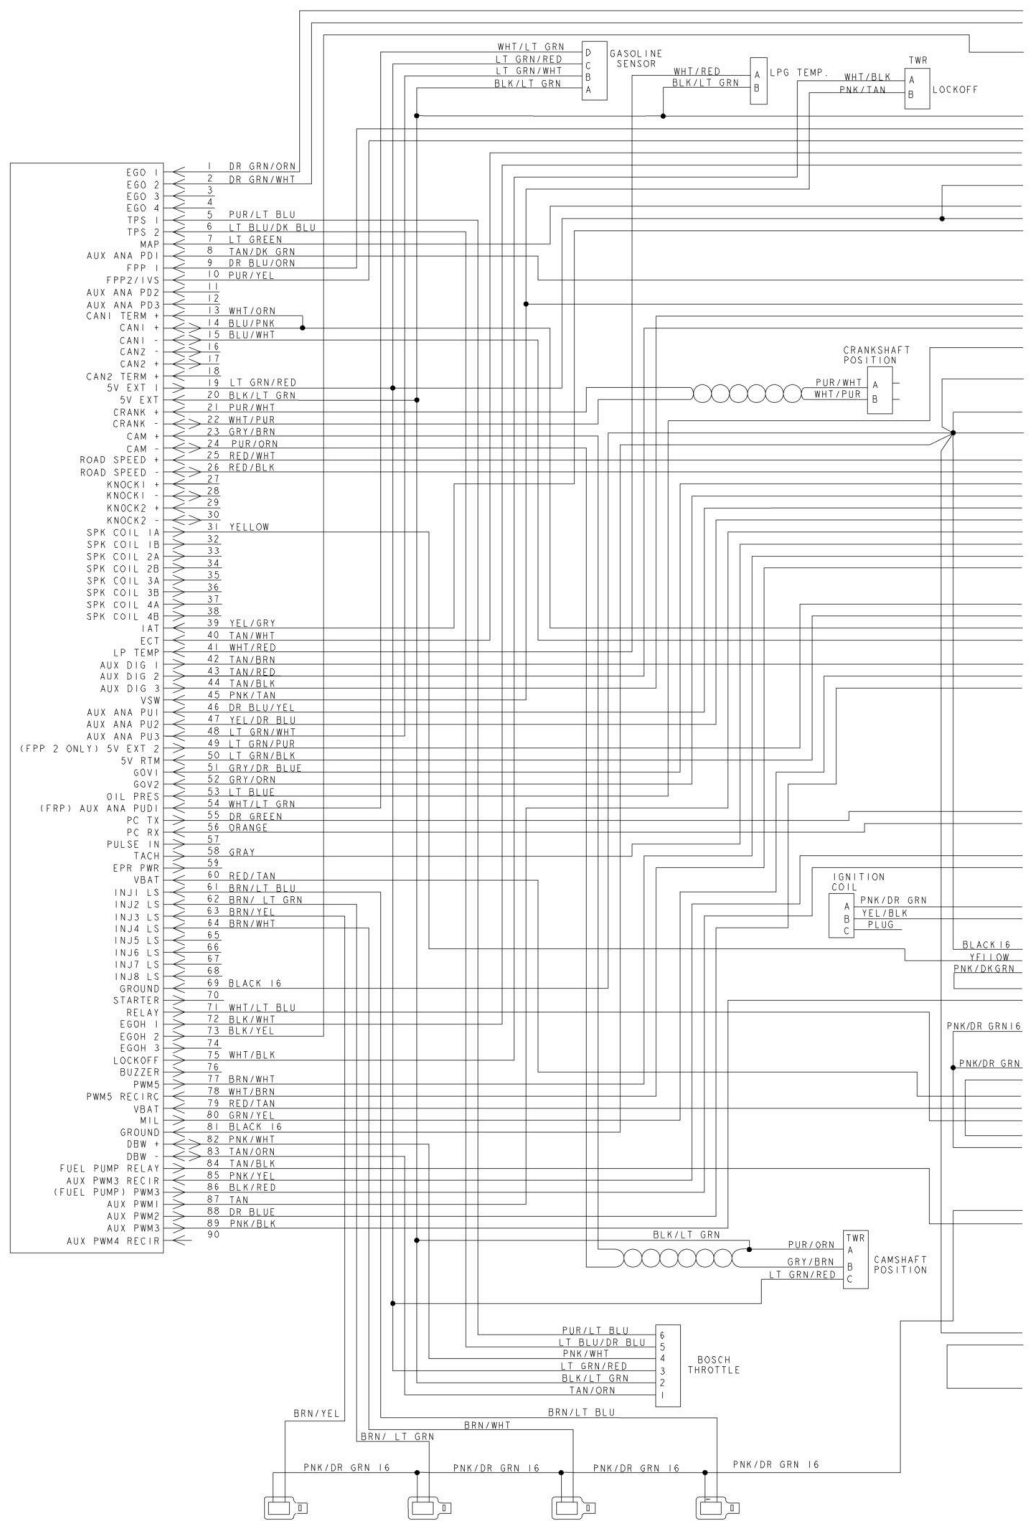 WHT/LT GRN D GASOLINE
LT GRN/RED C SENSOR
LT GRN/WHT B
BLK/LT GRN A
WHT/RED A LPG TEMP.
BLK/LT GRN B
TWR
WHT/BLK A
PNK/TAN B LOCKOFF
EGO 1 1 DR GRN/ORN
EGO 2 2 DR GRN/WHT
EGO 3 3
EGO 4 4
TPS 1 5 PUR/LT BLU
TPS 2 6 LT BLU/DK BLU
MAP 7 LT GREEN
AUX ANA PD1 8 TAN/DK GRN
FPP 1 9 DR BLU/ORN
FPP2/IVS 10 PUR/YEL
AUX ANA PD2 11
AUX ANA PD3 12
CAN1 TERM + 13 WHT/ORN
CAN1 + 14 BLU/PNK
CAN1 - 15 BLU/WHT
CAN2 - 16
CAN2 + 17
CAN2 TERM + 18
5V EXT 1 19 LT GRN/RED
5V EXT 20 BLK/LT GRN
CRANK + 21 PUR/WHT
CRANK - 22 WHT/PUR
CAM + 23 GRY/BRN
CAM - 24 PUR/ORN
ROAD SPEED + 25 RED/WHT
ROAD SPEED - 26 RED/BLK
KNOCK1 + 27
KNOCK1 - 28
KNOCK2 + 29
KNOCK2 - 30
SPK COIL 1A 31 YELLOW
SPK COIL 1B 32
SPK COIL 2A 33
SPK COIL 2B 34
SPK COIL 3A 35
SPK COIL 3B 36
SPK COIL 4A 37
SPK COIL 4B 38
IAT 39 YEL/GRY
ECT 40 TAN/WHT
LP TEMP 41 WHT/RED
AUX DIG 1 42 TAN/BRN
AUX DIG 2 43 TAN/RED
AUX DIG 3 44 TAN/BLK
VSW 45 PNK/TAN
AUX ANA PU1 46 DR BLU/YEL
AUX ANA PU2 47 YEL/DR BLU
AUX ANA PU3 48 LT GRN/WHT
(FPP 2 ONLY) 5V EXT 2 49 LT GRN/PUR
5V RTM 50 LT GRN/BLK
GOV1 51 GRY/DR BLUE
GOV2 52 GRY/ORN
OIL PRES 53 LT BLUE
(FRP) AUX ANA PUD1 54 WHT/LT GRN
PC TX 55 DR GREEN
PC RX 56 ORANGE
PULSE IN 57
TACH 58 GRAY
EPR PWR 59
VBAT 60 RED/TAN
INJ1 LS 61 BRN/LT BLU
INJ2 LS 62 BRN/ LT GRN
INJ3 LS 63 BRN/YEL
INJ4 LS 64 BRN/WHT
INJ5 LS 65
INJ6 LS 66
INJ7 LS 67
INJ8 LS 68
GROUND 69 BLACK 16
STARTER 70
RELAY 71 WHT/LT BLU
EGOH 1 72 BLK/WHT
EGOH 2 73 BLK/YEL
EGOH 3 74
LOCKOFF 75 WHT/BLK
BUZZER 76
PWM5 77 BRN/WHT
PWM5 RECIRC 78 WHT/BRN
VBAT 79 RED/TAN
MIL 80 GRN/YEL
GROUND 81 BLACK 16
DBW + 82 PNK/WHT
DBW - 83 TAN/ORN
FUEL PUMP RELAY 84 TAN/BLK
AUX PWM3 RECIR 85 PNK/YEL
(FUEL PUMP) PWM3 86 BLK/RED
AUX PWM1 87 TAN
AUX PWM2 88 DR BLUE
AUX PWM3 89 PNK/BLK
AUX PWM4 RECIR 90
CRANKSHAFT
POSITION
PUR/WHT A
WHT/PUR B
IGNITION
COIL
A PNK/DR GRN
B YEL/BLK
C PLUG
BLACK16
YELLOW
PNK/DKGRN
PNK/DR GRN16
PNK/DR GRN
BLK/LT GRN
TWR
PUR/ORN A
GRY/BRN B
LT GRN/RED C
CAMSHAFT
POSITION
PUR/LT BLU 6
LT BLU/DR BLU 5
PNK/WHT 4
LT GRN/RED 3
BLK/LT GRN 2
TAN/ORN 1
BOSCH
THROTTLE
BRN/YEL
BRN/ LT GRN
BRN/WHT
BRN/LT BLU
PNK/DR GRN 16
PNK/DR GRN 16
PNK/DR GRN 16
PNK/DR GRN 16